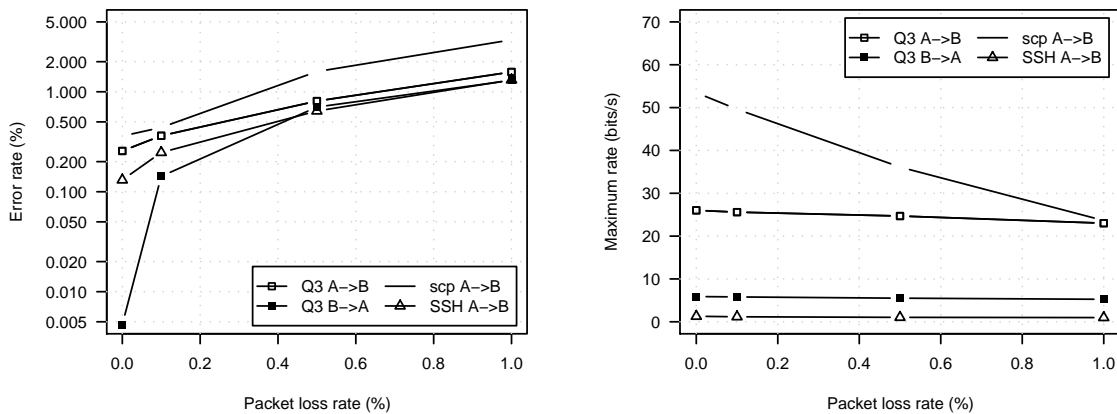 5.000
2.000
1.000
0.500
0.200
0.100
0.050
0.020
0.010
0.005
Error rate (%)
Q3 A−>B scp A−>B
Q3 B−>A SSH A−>B
0.0 0.2 0.4 0.6 0.8 1.0
Packet loss rate (%)
70
60
50
40
30
20
10
0
Maximum rate (bits/s)
Q3 A−>B scp A−>B
Q3 B−>A SSH A−>B
0.0 0.2 0.4 0.6 0.8 1.0
Packet loss rate (%)